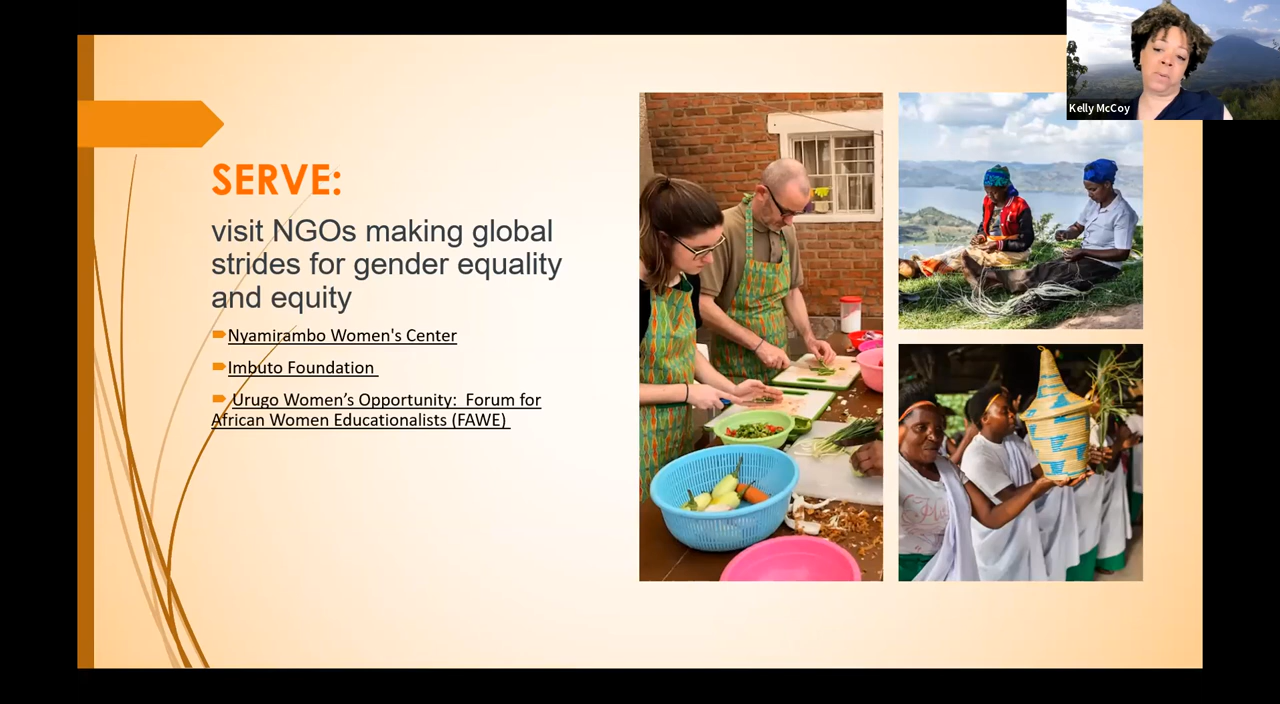 Kelly McCoy
SERVE:
visit NGOs making global
strides for gender equality
and equity
Nyamirambo Women's Center
Imbuto Foundation
Urugo Women’s Opportunity: Forum for
African Women Educationalists (FAWE)